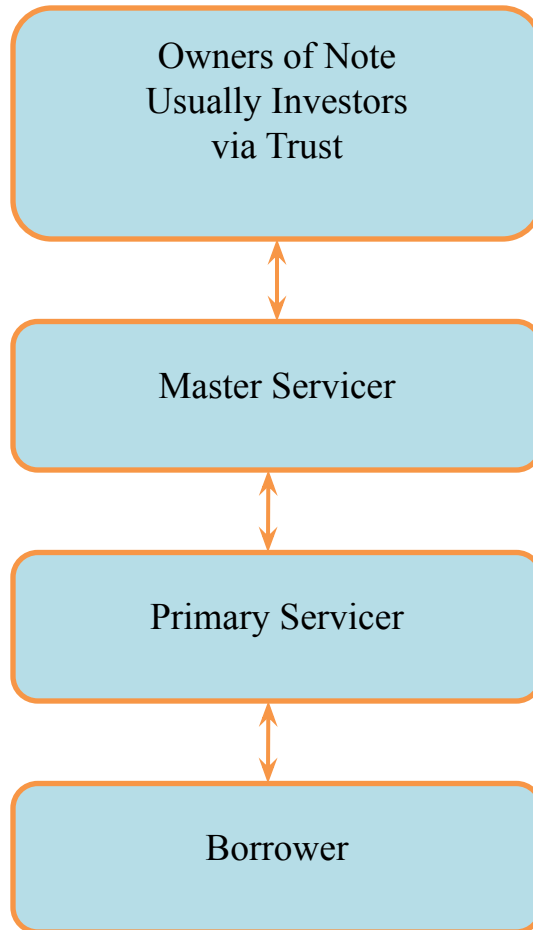 Owners of Note
Usually Investors
via Trust
Master Servicer
Primary Servicer
Borrower